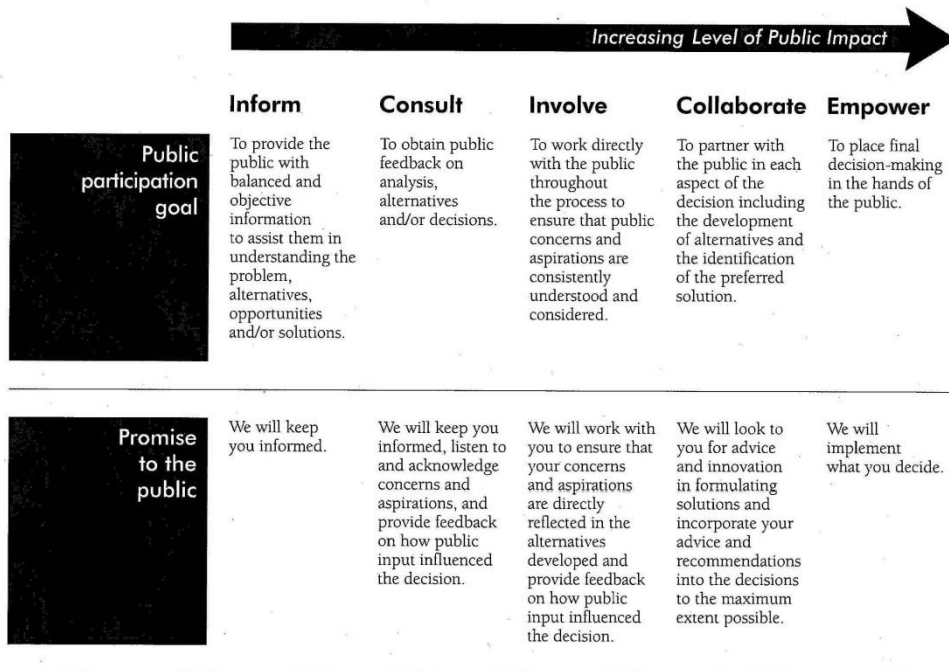 Increasing Level of Public Impact
Inform
Consult
Involve
Collaborate
Empower
Public
participation
goal
To provide the
public with
balanced and
objective
information
to assist them in
understanding the
problem,
alternatives,
opportunities
and/or solutions.
To obtain public
feedback on
analysis,
alternatives
and/or decisions.
To work directly
with the public
throughout
the process to
ensure that public
concerns and
aspirations are
consistently
understood and
considered.
To partner with
the public in each
aspect of the
decision including
the development
of alternatives and
the identification
of the preferred
solution.
To place final
decision-making
in the hands of
the public.
Promise
to the
public
We will keep
you informed.
We will keep you
informed, listen to
and acknowledge
concerns and
aspirations, and
provide feedback
on how public
input influenced
the decision.
We will work with
you to ensure that
your concerns
and aspirations
are directly
reflected in the
alternatives
developed and
provide feedback
on how public
input influenced
the decision.
We will look to
you for advice
and innovation
in formulating
solutions and
incorporate your
advice and
recommendations
into the decisions
to the maximum
extent possible.
We will
implement
what you decide.